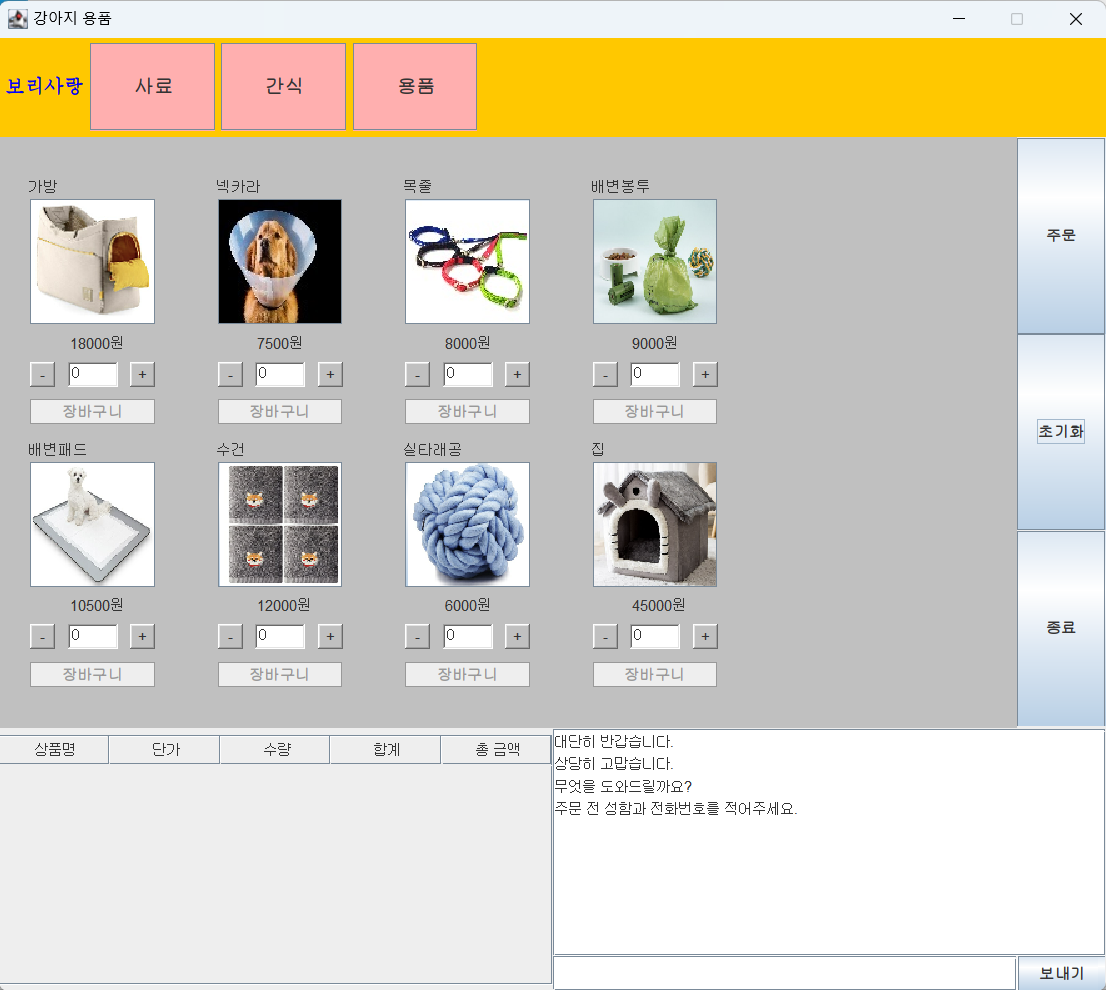 강아지 용품
보리사랑 사료 간식 용품
가방 넥카라 목줄 배변봉투
18000원 7500원 8000원 9000원
- 0 + - 0 + - 0 + - 0 +
장바구니 장바구니 장바구니 장바구니
배변패드 수건 실타래공 집
10500원 12000원 6000원 45000원
- 0 + - 0 + - 0 + - 0 +
장바구니 장바구니 장바구니 장바구니
주문
초기화
종료
상품명 단가 수량 합계 총 금액
대단히 반갑습니다.
상당히 고맙습니다.
무엇을 도와드릴까요?
주문 전 성함과 전화번호를 적어주세요.
보내기